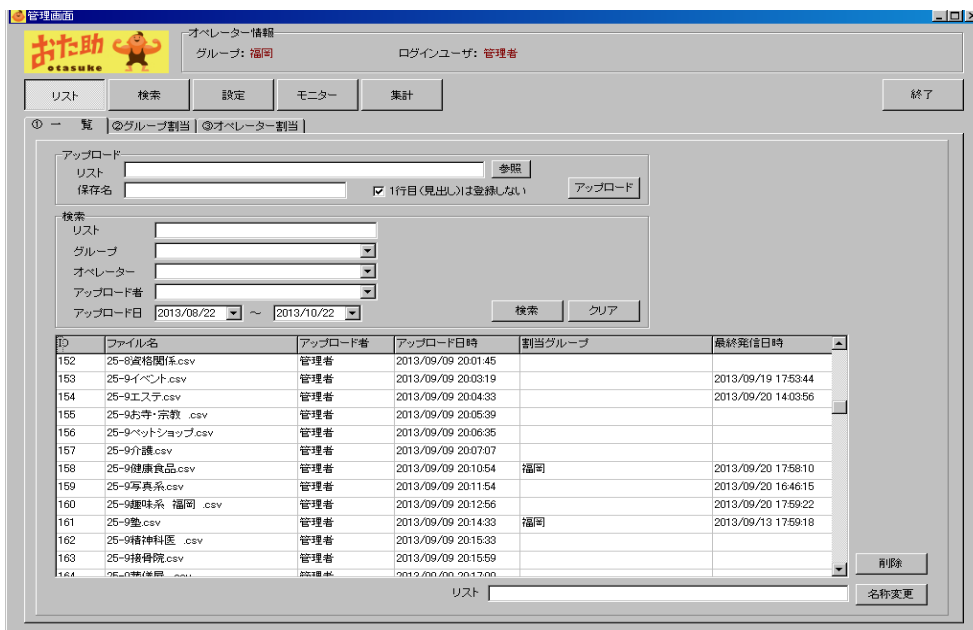 管理画面
おた助
otasuke
オペレーター情報
グループ: 福岡 ログインユーザ: 管理者
リスト 検索 設定 モニター 集計 終了
① 一 覧 ②グループ割当 ③オペレーター割当
アップロード
リスト 参照
保存名 1行目(見出し)は登録しない アップロード
検索
リスト
グループ
オペレーター
アップロード者
アップロード日 2013/08/22 ~ 2013/10/22 検索 クリア
ID ファイル名 アップロード者 アップロード日時 割当グループ 最終発信日時
152 25-8資格関係.csv 管理者 2013/09/09 20:01:45
153 25-9イベント.csv 管理者 2013/09/09 20:03:19 2013/09/19 17:53:44
154 25-9エステ.csv 管理者 2013/09/09 20:04:33 2013/09/20 14:03:56
155 25-9お寺・宗教 .csv 管理者 2013/09/09 20:05:39
156 25-9ペットショップ.csv 管理者 2013/09/09 20:06:35
157 25-9介護.csv 管理者 2013/09/09 20:07:07
158 25-9健康食品.csv 管理者 2013/09/09 20:10:54 福岡 2013/09/20 17:58:10
159 25-9写真系.csv 管理者 2013/09/09 20:11:54 2013/09/20 16:46:15
160 25-9趣味系 福岡 .csv 管理者 2013/09/09 20:12:56 2013/09/20 17:59:22
161 25-9塾.csv 管理者 2013/09/09 20:14:33 福岡 2013/09/13 17:59:18
162 25-9精神科医 .csv 管理者 2013/09/09 20:15:33
163 25-9接骨院.csv 管理者 2013/09/09 20:15:59
164 25-9葬儀屋 .csv 管理者 2013/09/09 20:17:00
削除
リスト 名称変更